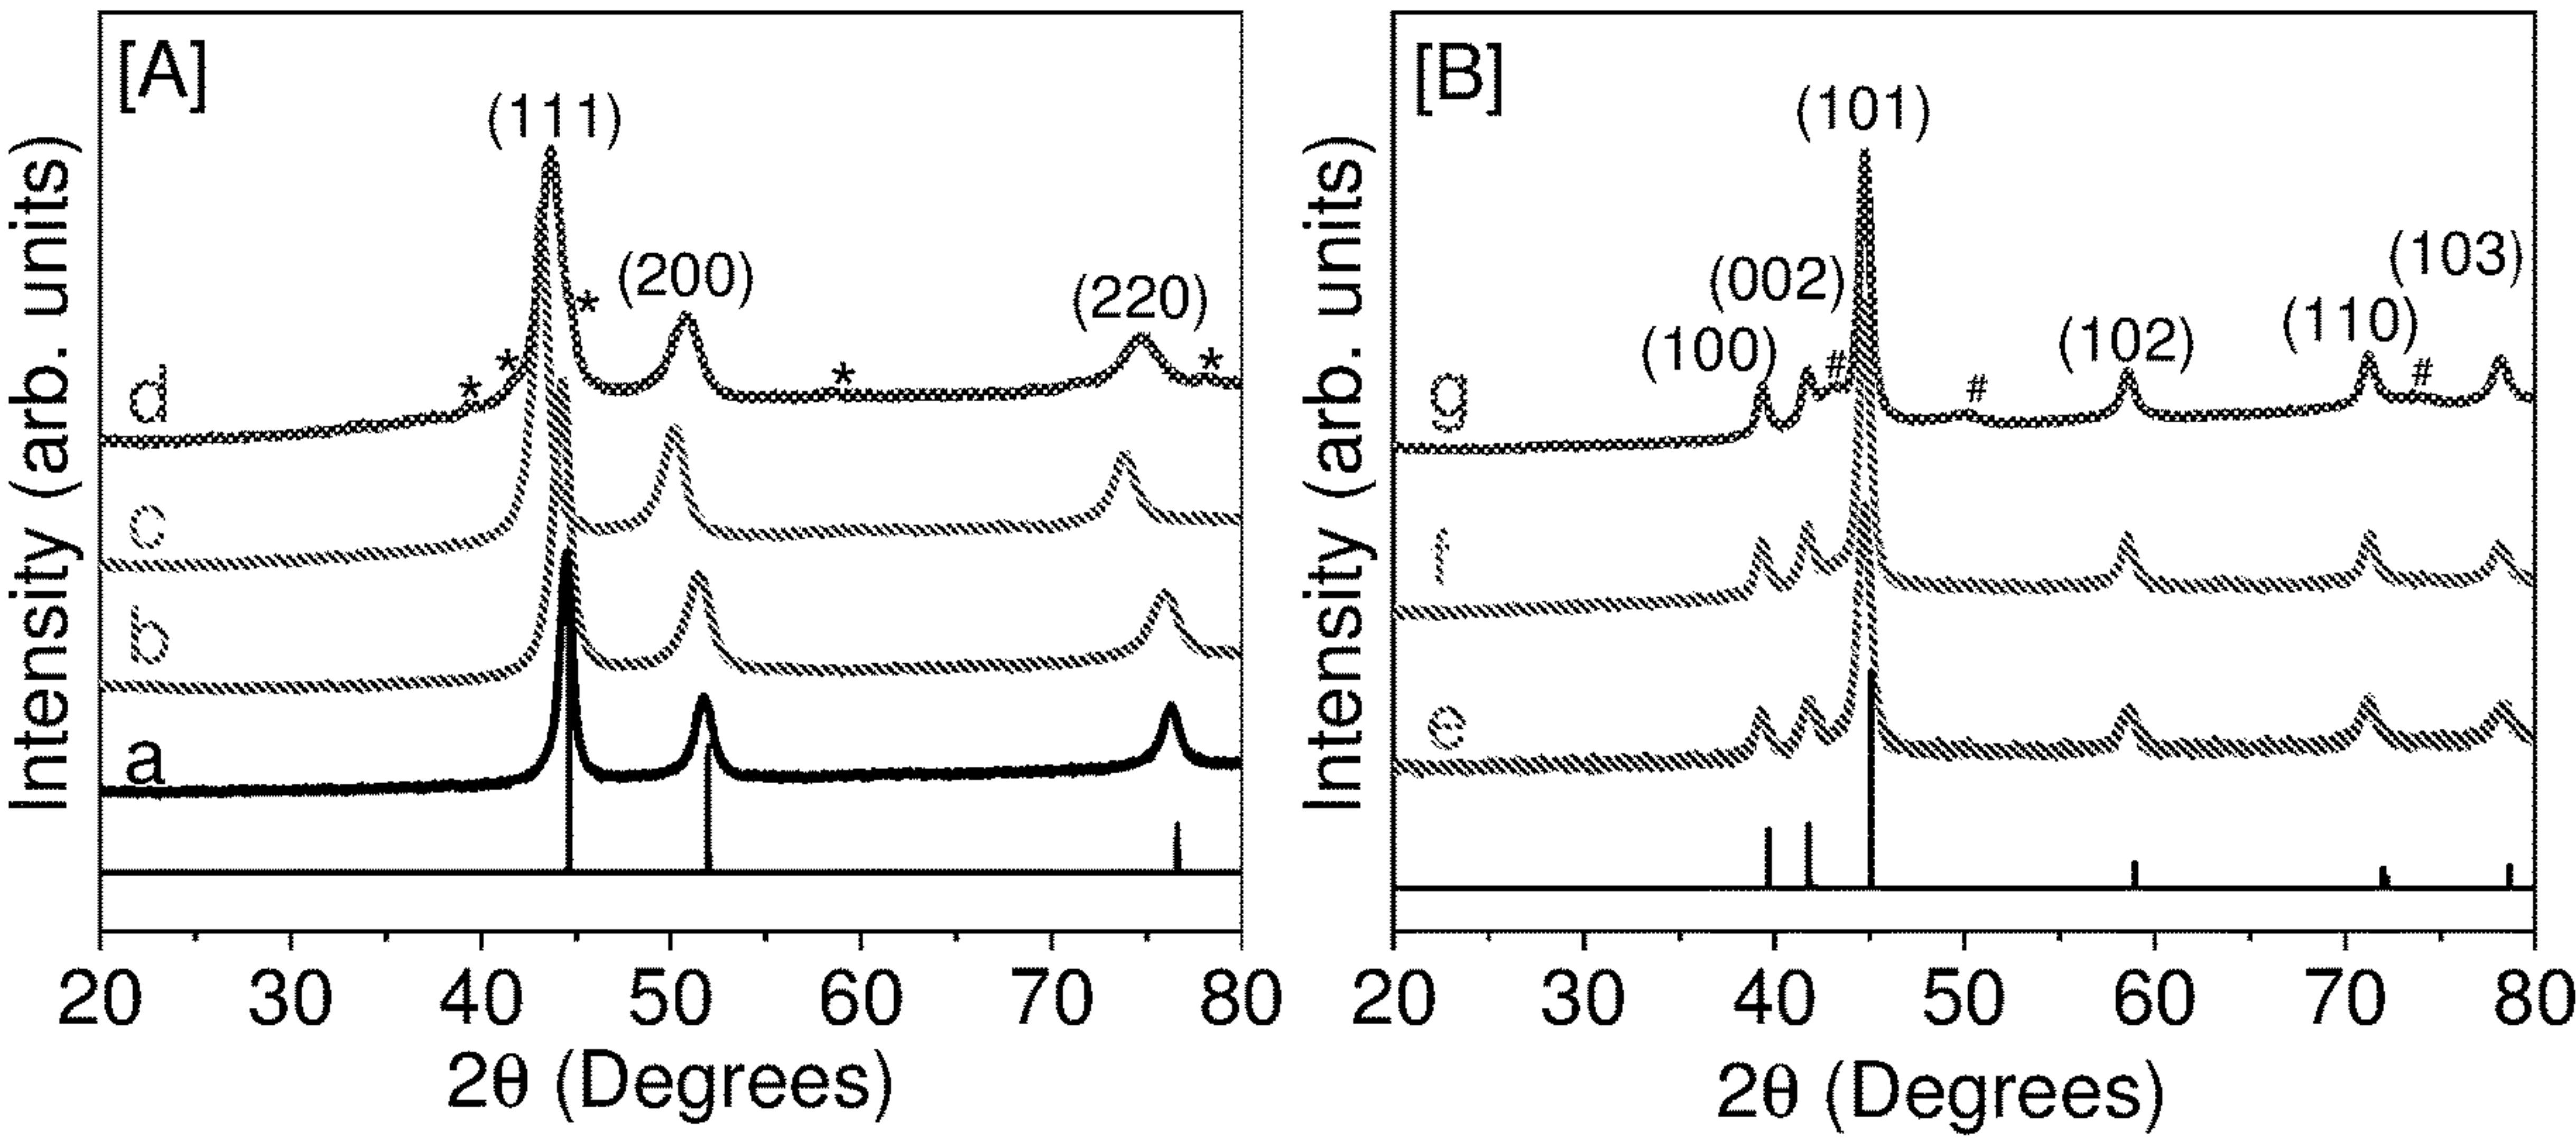 [A]
(111)
(200)
(220)
*
*
*
*
*
d
c
b
a
Intensity (arb. units)
20 30 40 50 60 70 80
2θ (Degrees)
[B]
(101)
(002)
(103)
(100)
(102)
(110)
#
#
#
g
f
e
Intensity (arb. units)
20 30 40 50 60 70 80
2θ (Degrees)